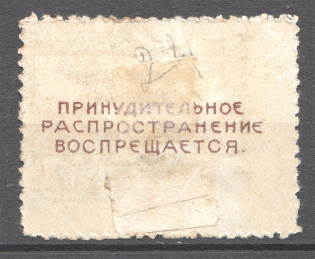 ПРИНУДИТЕЛЬНОЕ
РАСПРОСТРАНЕНИЕ
ВОСПРЕЩАЕТСЯ.